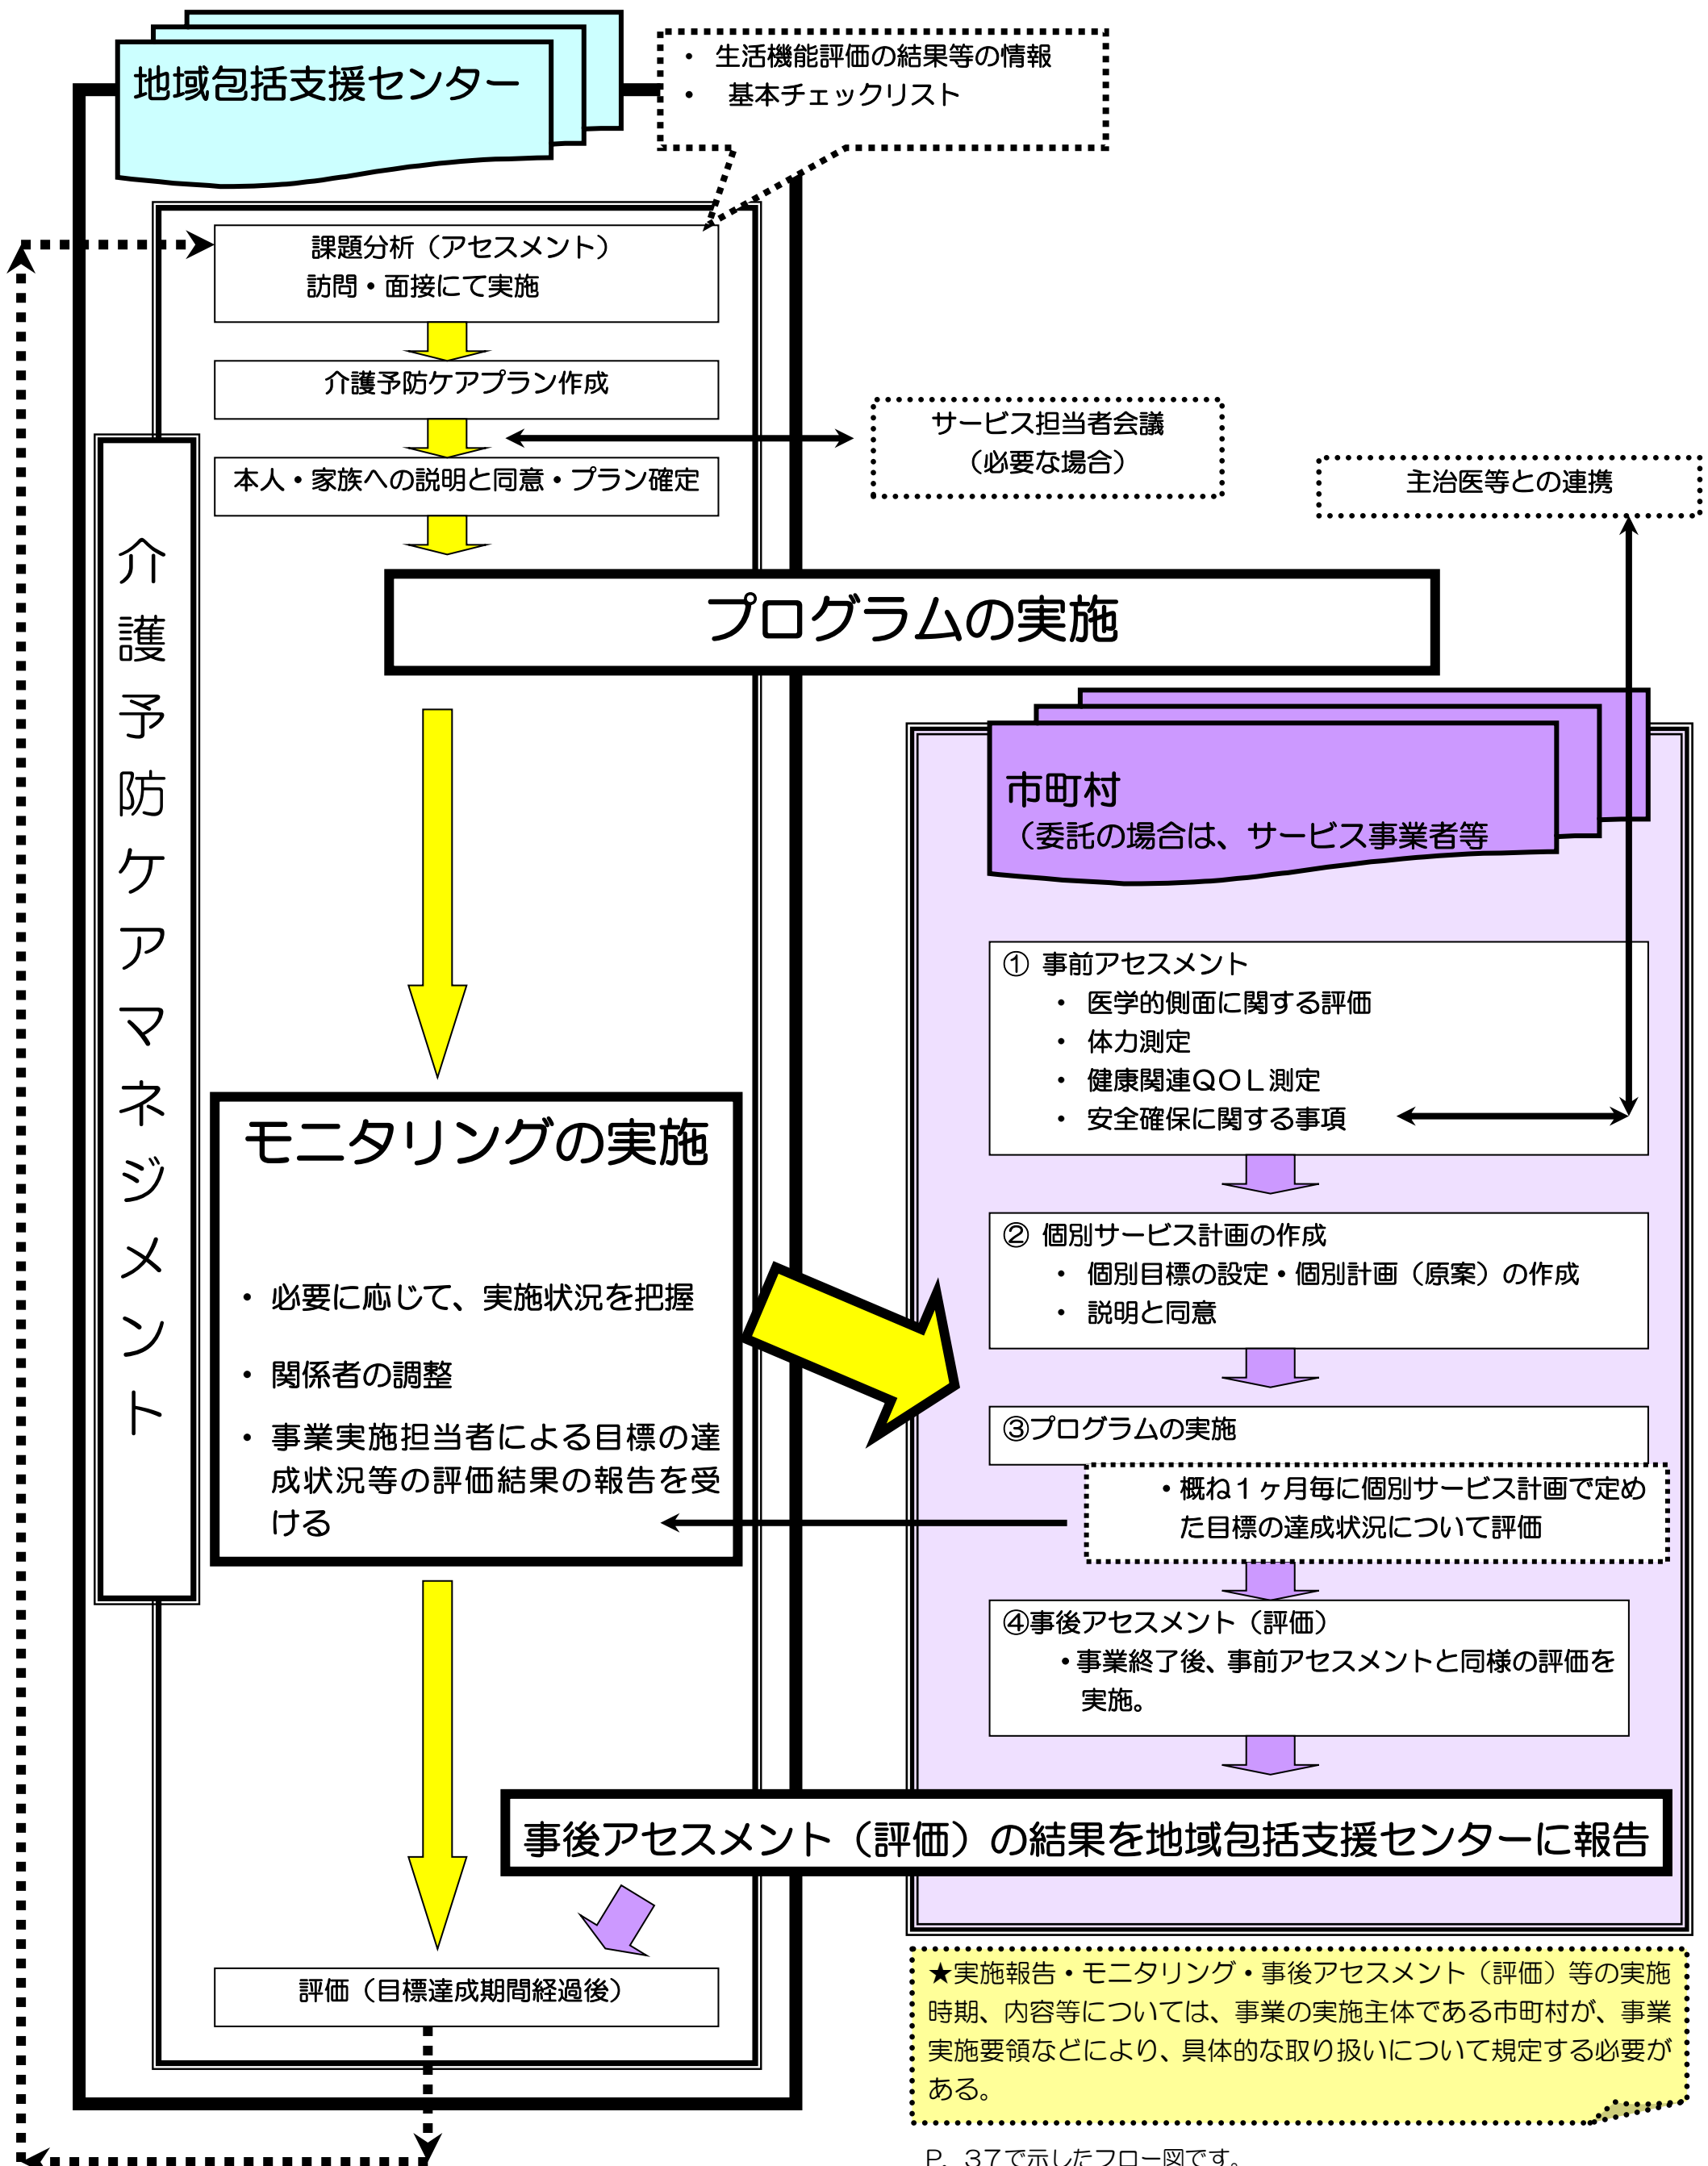 地域包括支援センター
・ 生活機能評価の結果等の情報
・ 基本チェックリスト
課題分析（アセスメント）
訪問・面接にて実施
介護予防ケアプラン作成
サービス担当者会議
（必要な場合）
本人・家族への説明と同意・プラン確定
主治医等との連携
介護予防ケアマネジメント
プログラムの実施
市町村
（委託の場合は、サービス事業者等
① 事前アセスメント
・ 医学的側面に関する評価
・ 体力測定
・ 健康関連ＱＯＬ測定
・ 安全確保に関する事項
モニタリングの実施
・ 必要に応じて、実施状況を把握
・ 関係者の調整
・ 事業実施担当者による目標の達
成状況等の評価結果の報告を受
ける
② 個別サービス計画の作成
・ 個別目標の設定・個別計画（原案）の作成
・ 説明と同意
③プログラムの実施
・概ね１ヶ月毎に個別サービス計画で定め
た目標の達成状況について評価
④事後アセスメント（評価）
・事業終了後、事前アセスメントと同様の評価を
実施。
事後アセスメント（評価）の結果を地域包括支援センターに報告
評価（目標達成期間経過後）
★実施報告・モニタリング・事後アセスメント（評価）等の実施
時期、内容等については、事業の実施主体である市町村が、事業
実施要領などにより、具体的な取り扱いについて規定する必要が
ある。
Ｐ．３７で示したフロー図です。